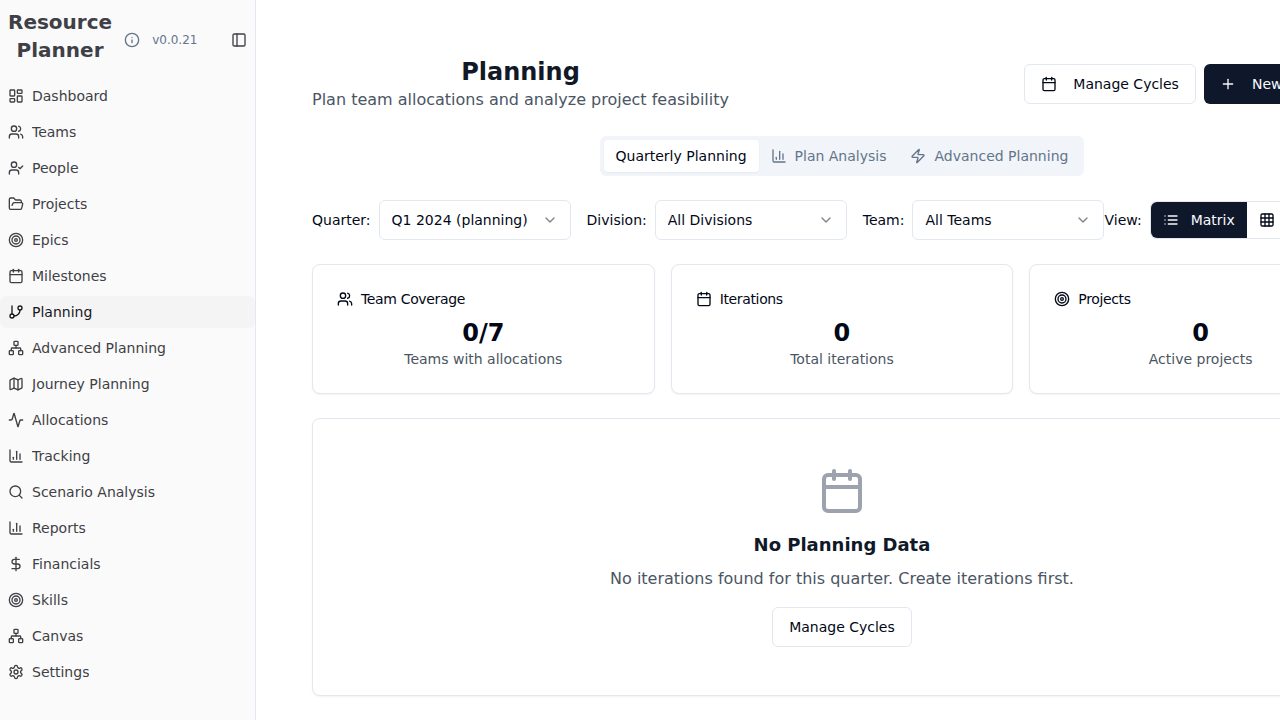 Resource
Planner
v0.0.21
Dashboard
Teams
People
Projects
Epics
Milestones
Planning
Advanced Planning
Journey Planning
Allocations
Tracking
Scenario Analysis
Reports
Financials
Skills
Canvas
Settings
Planning
Plan team allocations and analyze project feasibility
Manage Cycles
New
Quarterly Planning
Plan Analysis
Advanced Planning
Quarter:
Q1 2024 (planning)
Division:
All Divisions
Team:
All Teams
View:
Matrix
Team Coverage
0/7
Teams with allocations
Iterations
0
Total iterations
Projects
0
Active projects
No Planning Data
No iterations found for this quarter. Create iterations first.
Manage Cycles